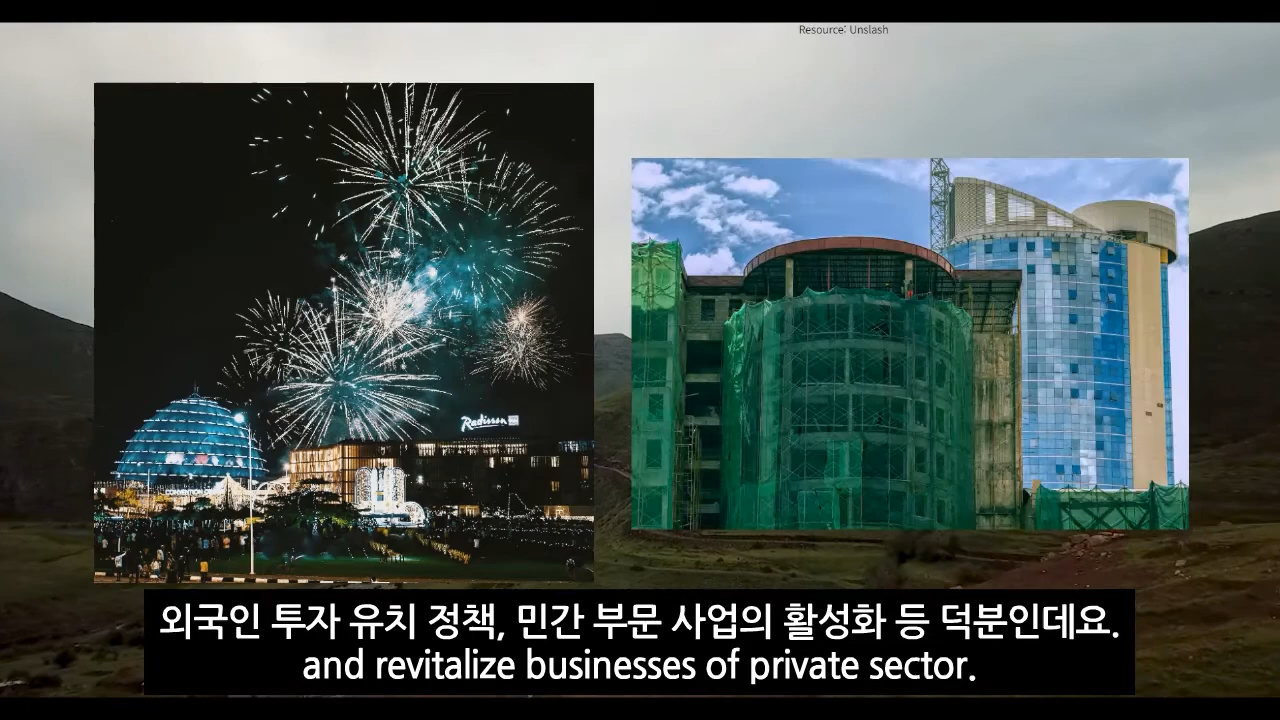 Resource: Unslash
Radisson
CONVENTION
외국인 투자 유치 정책, 민간 부문 사업의 활성화 등 덕분인데요.
and revitalize businesses of private sector.